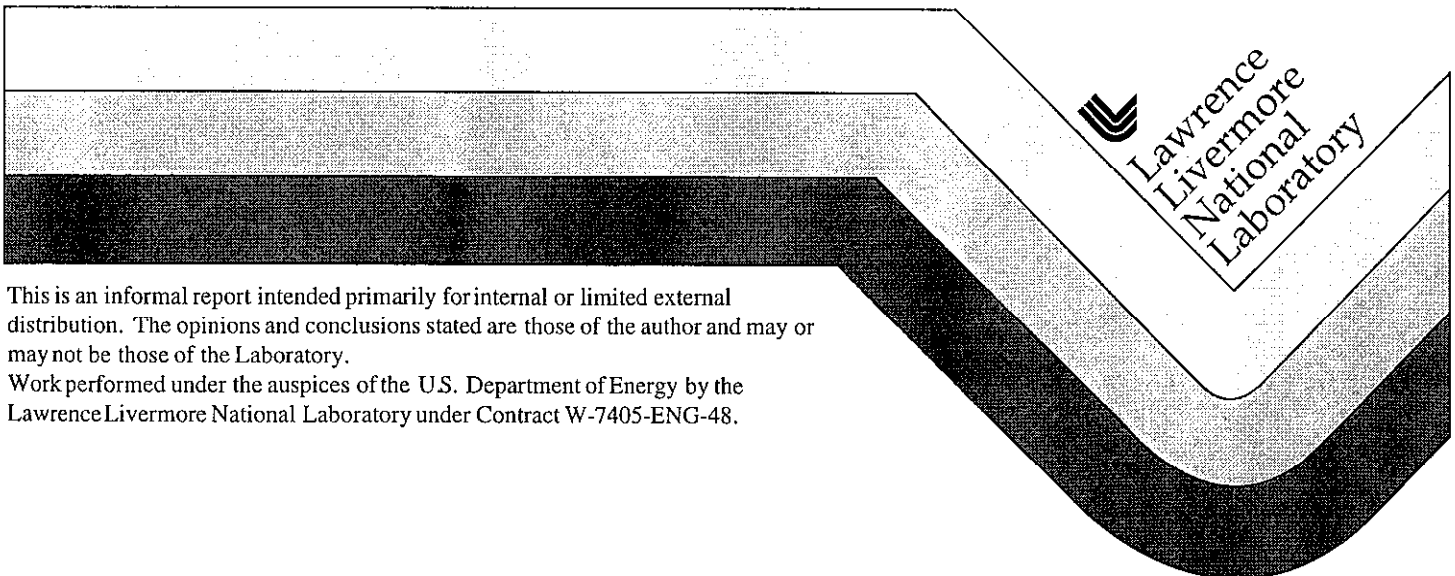 Lawrence
Livermore
National
Laboratory
This is an informal report intended primarily for internal or limited external
distribution. The opinions and conclusions stated are those of the author and may or
may not be those of the Laboratory.
Work performed under the auspices of the U.S. Department of Energy by the
Lawrence Livermore National Laboratory under Contract W-7405-ENG-48.